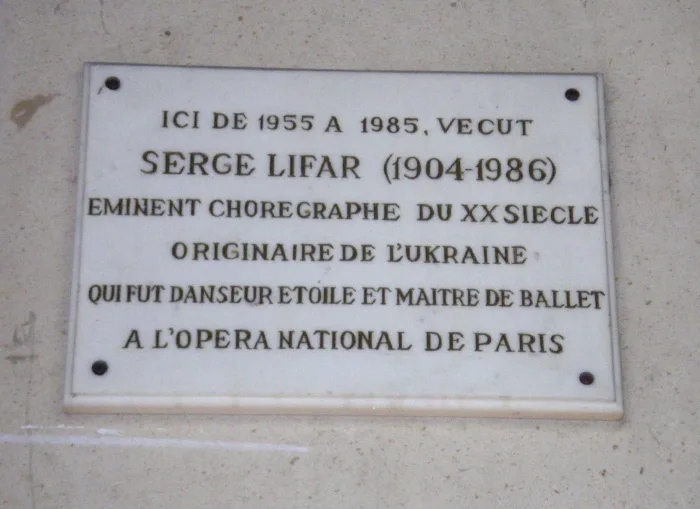 ICI DE 1955 A 1985, VECUT
SERGE LIFAR (1904-1986)
EMINENT CHOREGRAPHE DU XX SIECLE
ORIGINAIRE DE L'UKRAINE
QUI FUT DANSEUR ETOILE ET MAITRE DE BALLET
A L'OPERA NATIONAL DE PARIS